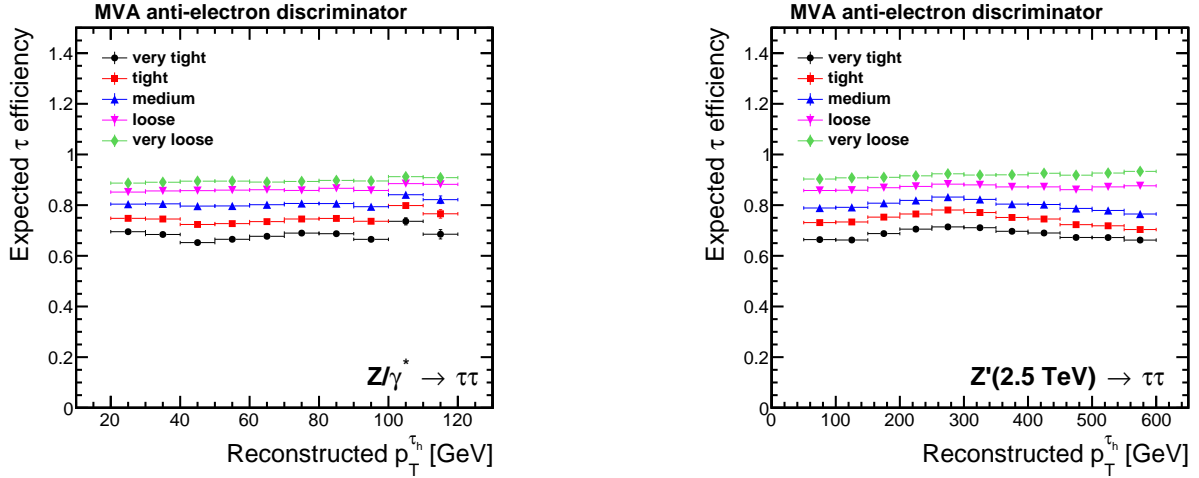 MVA anti-electron discriminator
Expected τ efficiency
1.4
1.2
1
0.8
0.6
0.4
0.2
0
very tight
tight
medium
loose
very loose
Z/γ* → ττ
20 40 60 80 100 120
Reconstructed p_T^{τ_h} [GeV]
MVA anti-electron discriminator
Expected τ efficiency
1.4
1.2
1
0.8
0.6
0.4
0.2
0
very tight
tight
medium
loose
very loose
Z'(2.5 TeV) → ττ
0 100 200 300 400 500 600
Reconstructed p_T^{τ_h} [GeV]